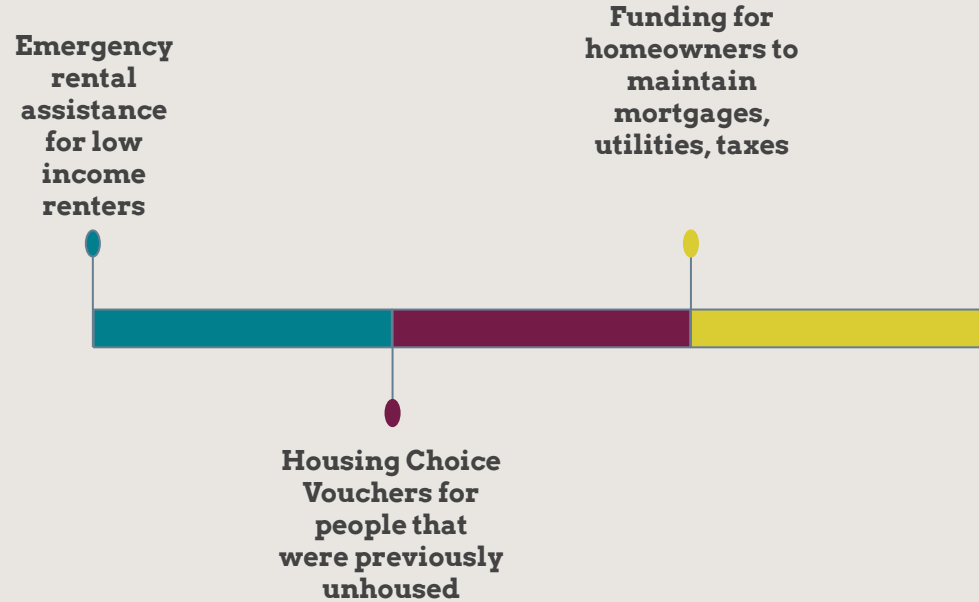 Emergency
rental
assistance
for low
income
renters
Funding for
homeowners to
maintain
mortgages,
utilities, taxes
Housing Choice
Vouchers for
people that
were previously
unhoused